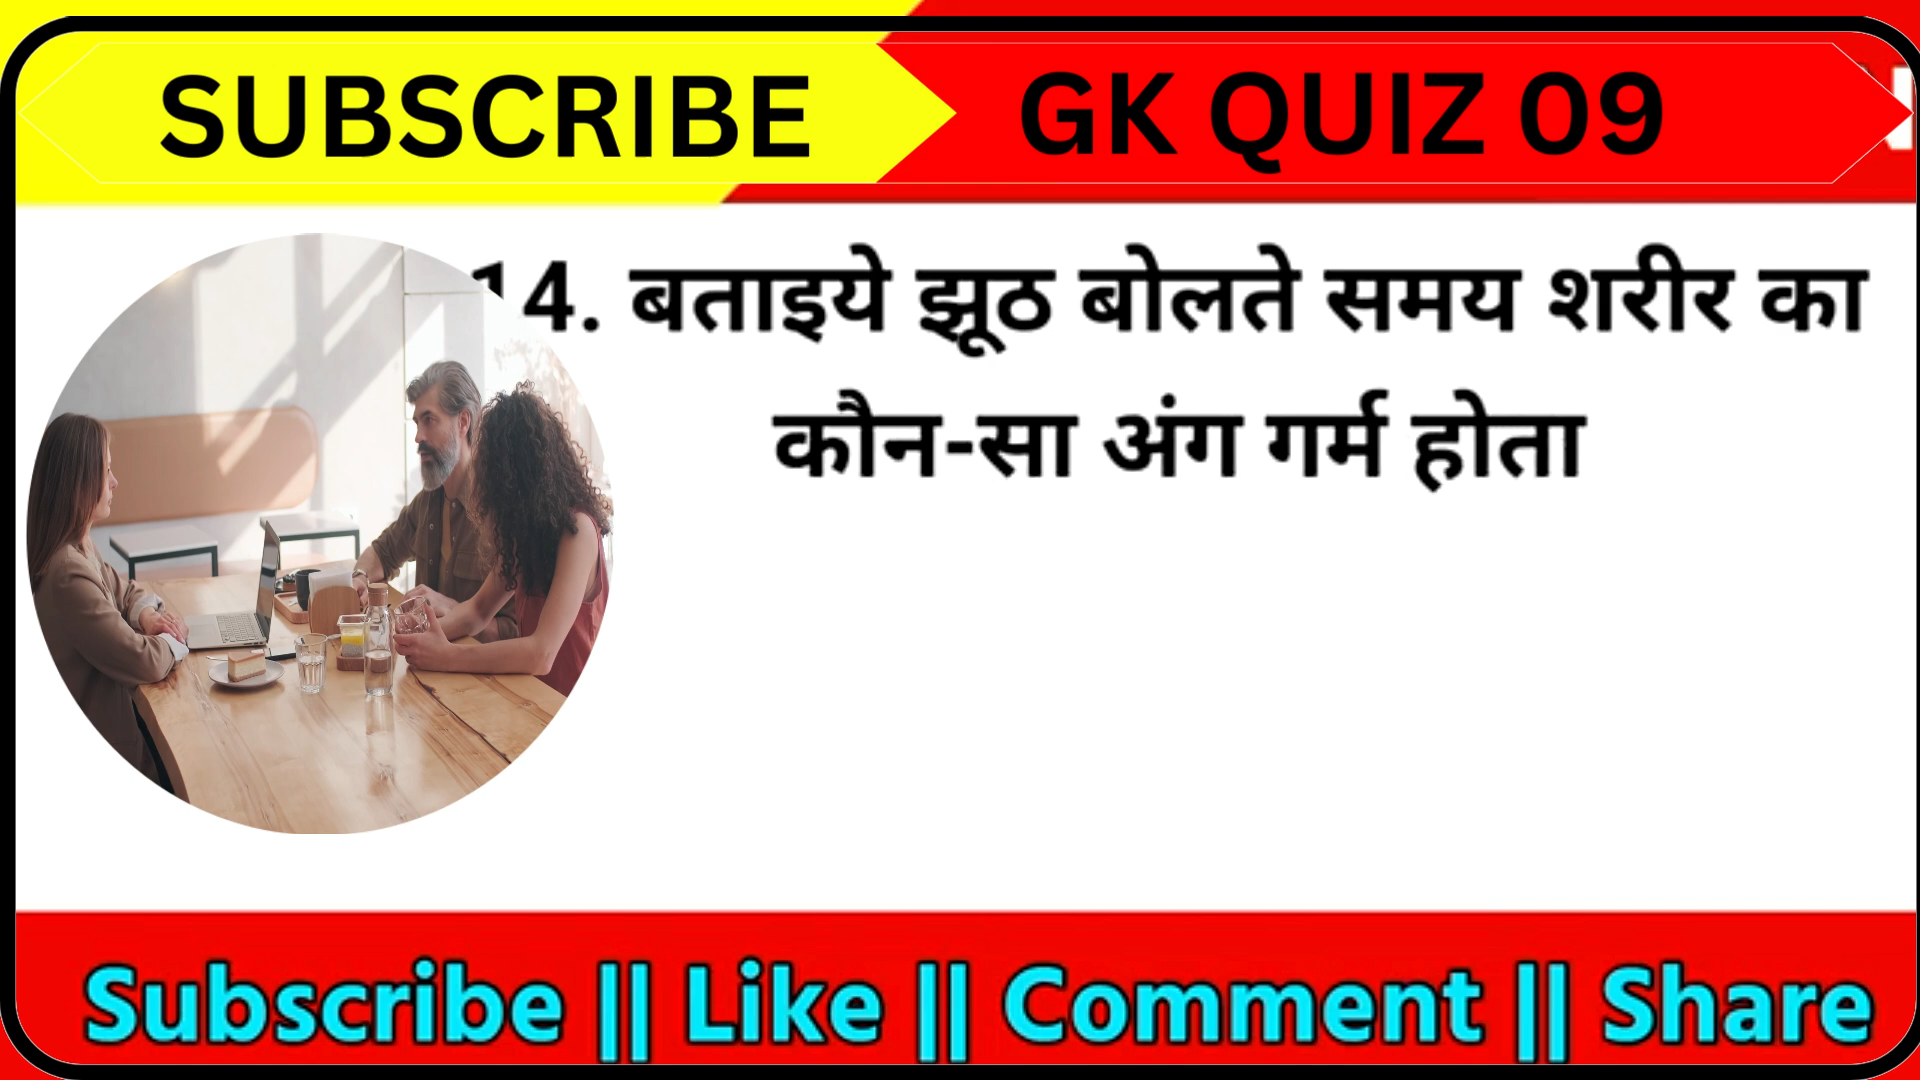 SUBSCRIBE GK QUIZ 09
14. बताइये झूठ बोलते समय शरीर का
कौन-सा अंग गर्म होता
Subscribe || Like || Comment || Share